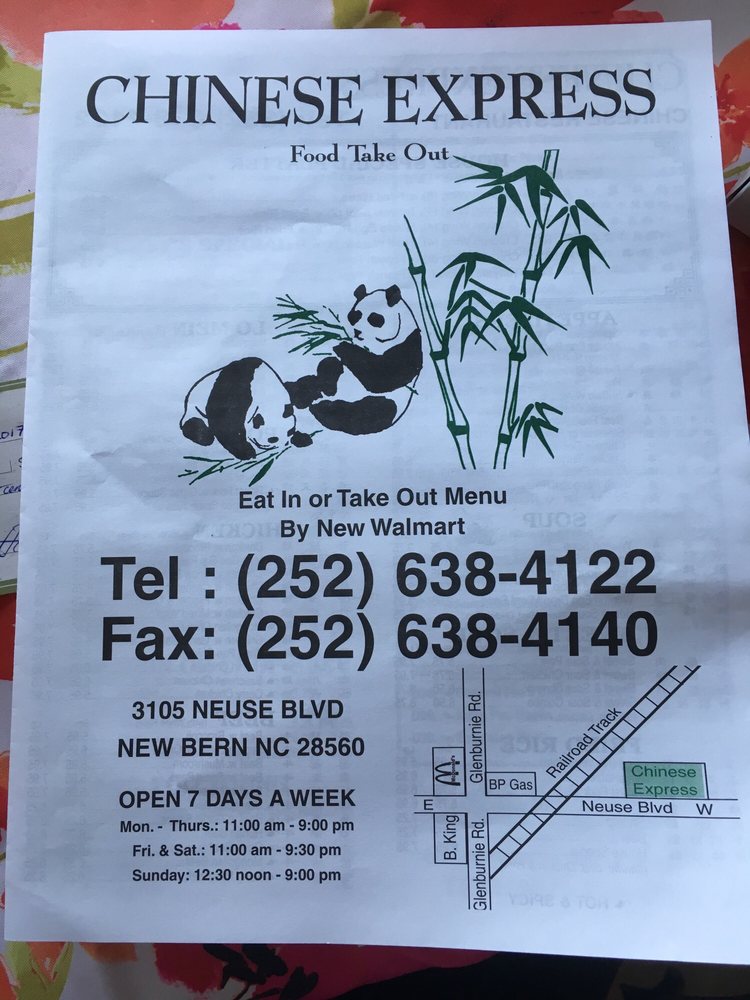 CHINESE EXPRESS
Food Take Out
Eat In or Take Out Menu
By New Walmart
Tel : (252) 638-4122
Fax: (252) 638-4140
3105 NEUSE BLVD
NEW BERN NC 28560
OPEN 7 DAYS A WEEK
Mon. - Thurs.: 11:00 am - 9:00 pm
Fri. & Sat.: 11:00 am - 9:30 pm
Sunday: 12:30 noon - 9:00 pm
Glenburnie Rd.
Railroad Track
BP Gas
Chinese
Express
E
Neuse Blvd W
B. King
Glenburnie Rd.
2017